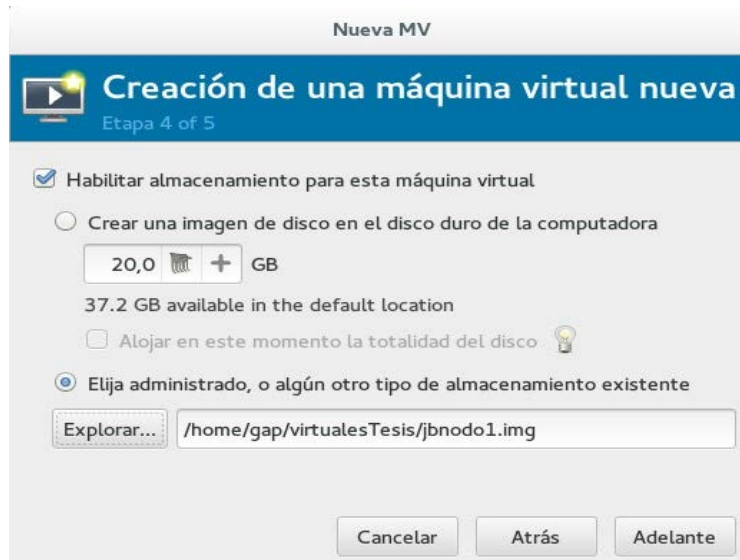 Nueva MV
Creación de una máquina virtual nueva
Etapa 4 of 5
Habilitar almacenamiento para esta máquina virtual
Crear una imagen de disco en el disco duro de la computadora
20,0 GB
37.2 GB available in the default location
Alojar en este momento la totalidad del disco
Elija administrado, o algún otro tipo de almacenamiento existente
Explorar... /home/gap/virtualesTesis/jbnodo1.img
Cancelar Atrás Adelante